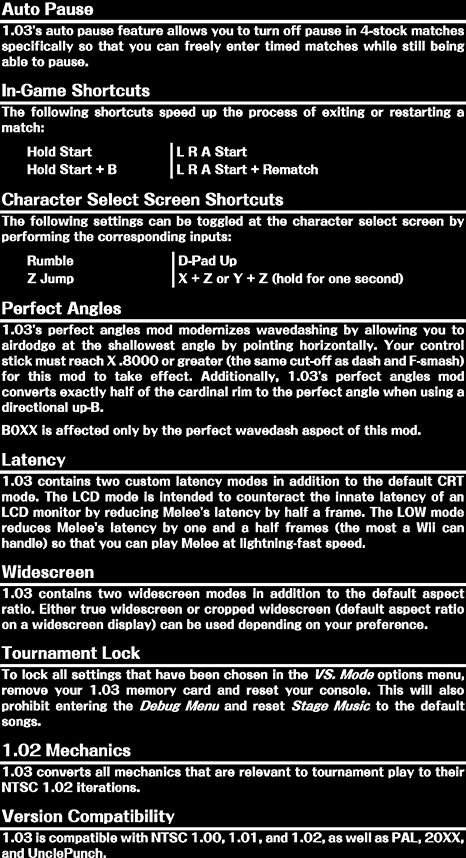 Auto Pause
1.03's auto pause feature allows you to turn off pause in 4-stock matches
specifically so that you can freely enter timed matches while still being
able to pause.
In-Game Shortcuts
The following shortcuts speed up the process of exiting or restarting a
match:
Hold Start L R A Start
Hold Start + B L R A Start + Rematch
Character Select Screen Shortcuts
The following settings can be toggled at the character select screen by
performing the corresponding inputs:
Rumble D-Pad Up
Z Jump X + Z or Y + Z (hold for one second)
Perfect Angles
1.03's perfect angles mod modernizes wavedashing by allowing you to
airdodge at the shallowest angle by pointing horizontally. Your control
stick must reach X .8000 or greater (the same cut-off as dash and F-smash)
for this mod to take effect. Additionally, 1.03's perfect angles mod
converts exactly half of the cardinal rim to the perfect angle when using a
directional up-B.
B0XX is affected only by the perfect wavedash aspect of this mod.
Latency
1.03 contains two custom latency modes in addition to the default CRT
mode. The LCD mode is intended to counteract the innate latency of an
LCD monitor by reducing Melee's latency by half a frame. The LOW mode
reduces Melee's latency by one and a half frames (the most a Wii can
handle) so that you can play Melee at lightning-fast speed.
Widescreen
1.03 contains two widescreen modes in addition to the default aspect
ratio. Either true widescreen or cropped widescreen (default aspect ratio
on a widescreen display) can be used depending on your preference.
Tournament Lock
To lock all settings that have been chosen in the VS. Mode options menu,
remove your 1.03 memory card and reset your console. This will also
prohibit entering the Debug Menu and reset Stage Music to the default
songs.
1.02 Mechanics
1.03 converts all mechanics that are relevant to tournament play to their
NTSC 1.02 iterations.
Version Compatibility
1.03 is compatible with NTSC 1.00, 1.01, and 1.02, as well as PAL, 20XX,
and UnclePunch.